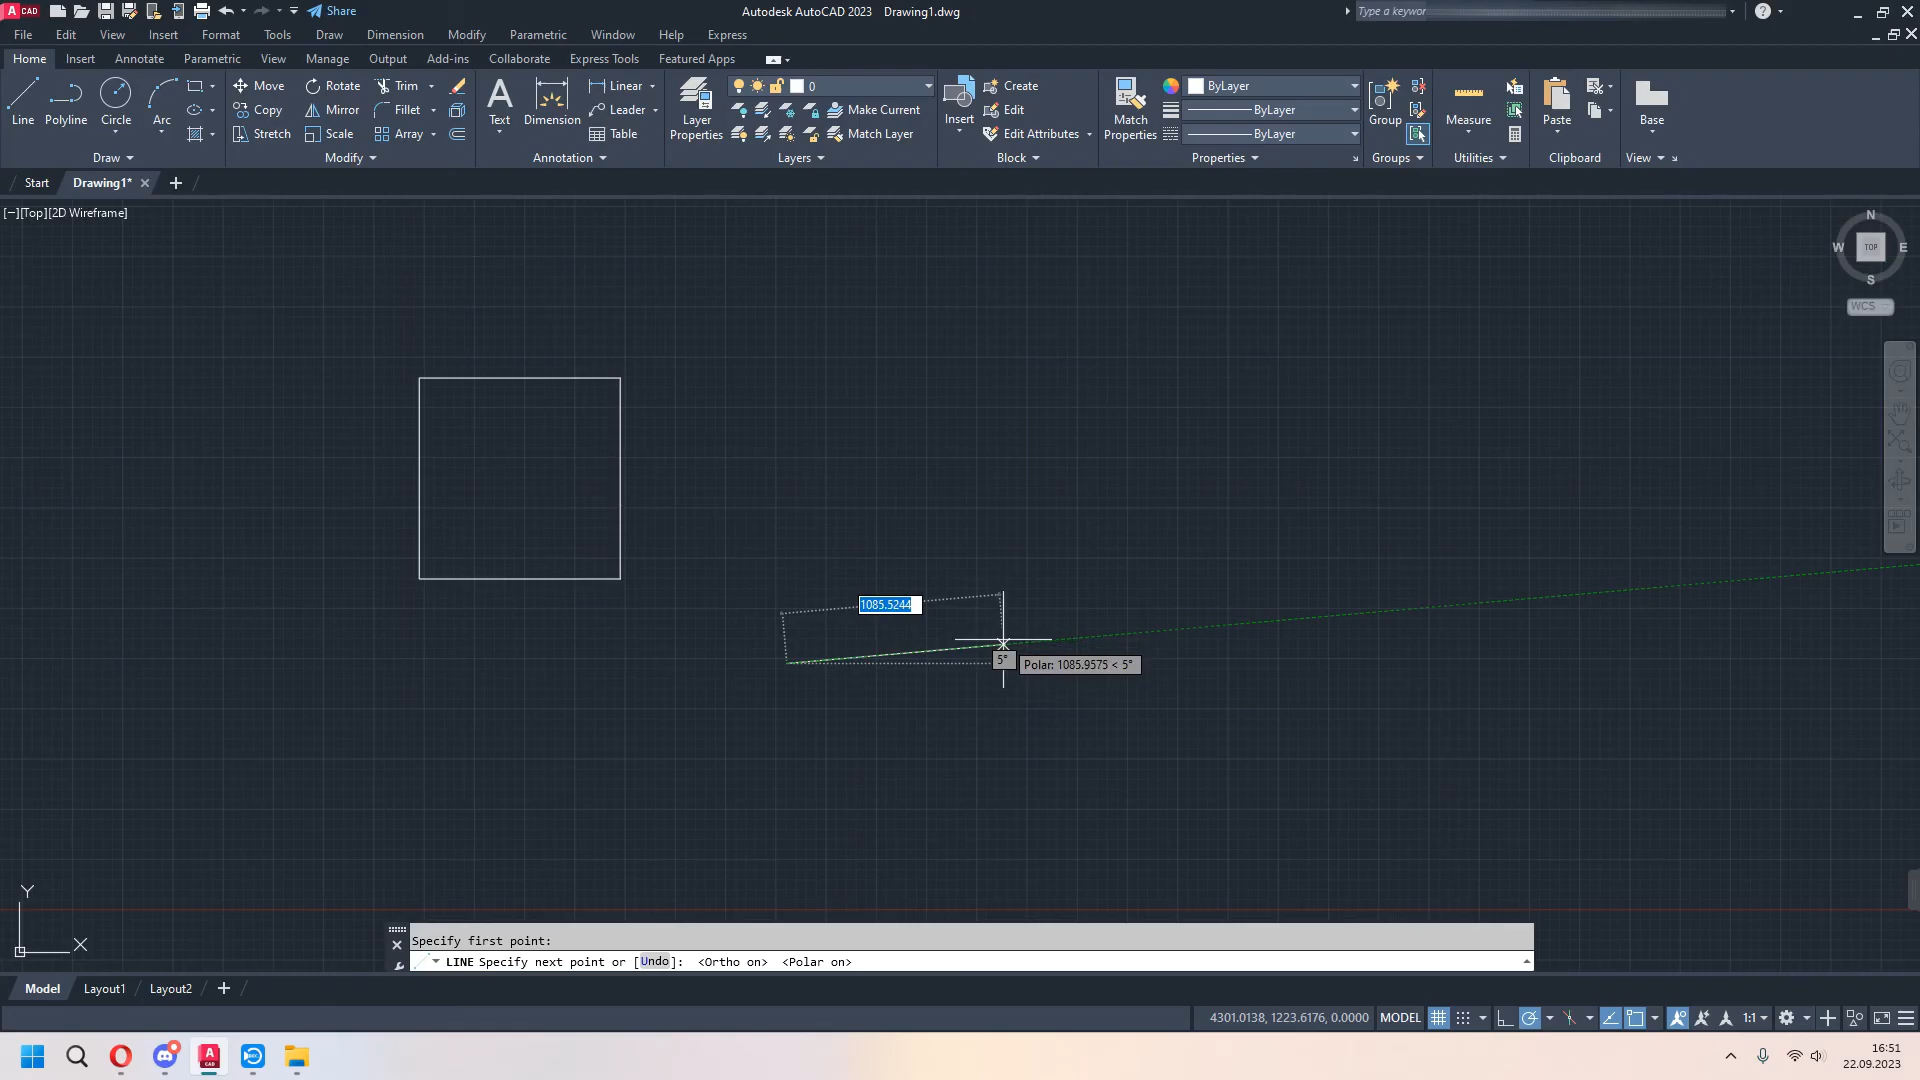 A CAD Share Autodesk AutoCAD 2023 Drawing1.dwg Type a keywor
File Edit View Insert Format Tools Draw Dimension Modify Parametric Window Help Express
Home Insert Annotate Parametric View Manage Output Add-ins Collaborate Express Tools Featured Apps
Move Rotate Trim Linear 0 Create ByLayer
Copy Mirror Fillet Leader Make Current Edit ByLayer
Line Polyline Circle Arc Text Dimension Layer Properties Insert Match Properties Group Measure Paste Base
Stretch Scale Array Table Match Layer Edit Attributes ByLayer
Draw Modify Annotation Layers Block Properties Groups Utilities Clipboard View
Start Drawing1* +
[−][Top][2D Wireframe]
N
W TOP E
S
WCS
1085.5244
5° Polar: 1085.9575 < 5°
Y
X
Specify first point:
LINE Specify next point or [Undo]: <Ortho on> <Polar on>
Model Layout1 Layout2 +
4301.0138, 1223.6176, 0.0000 MODEL 1:1
A CAD
16:51
22.09.2023